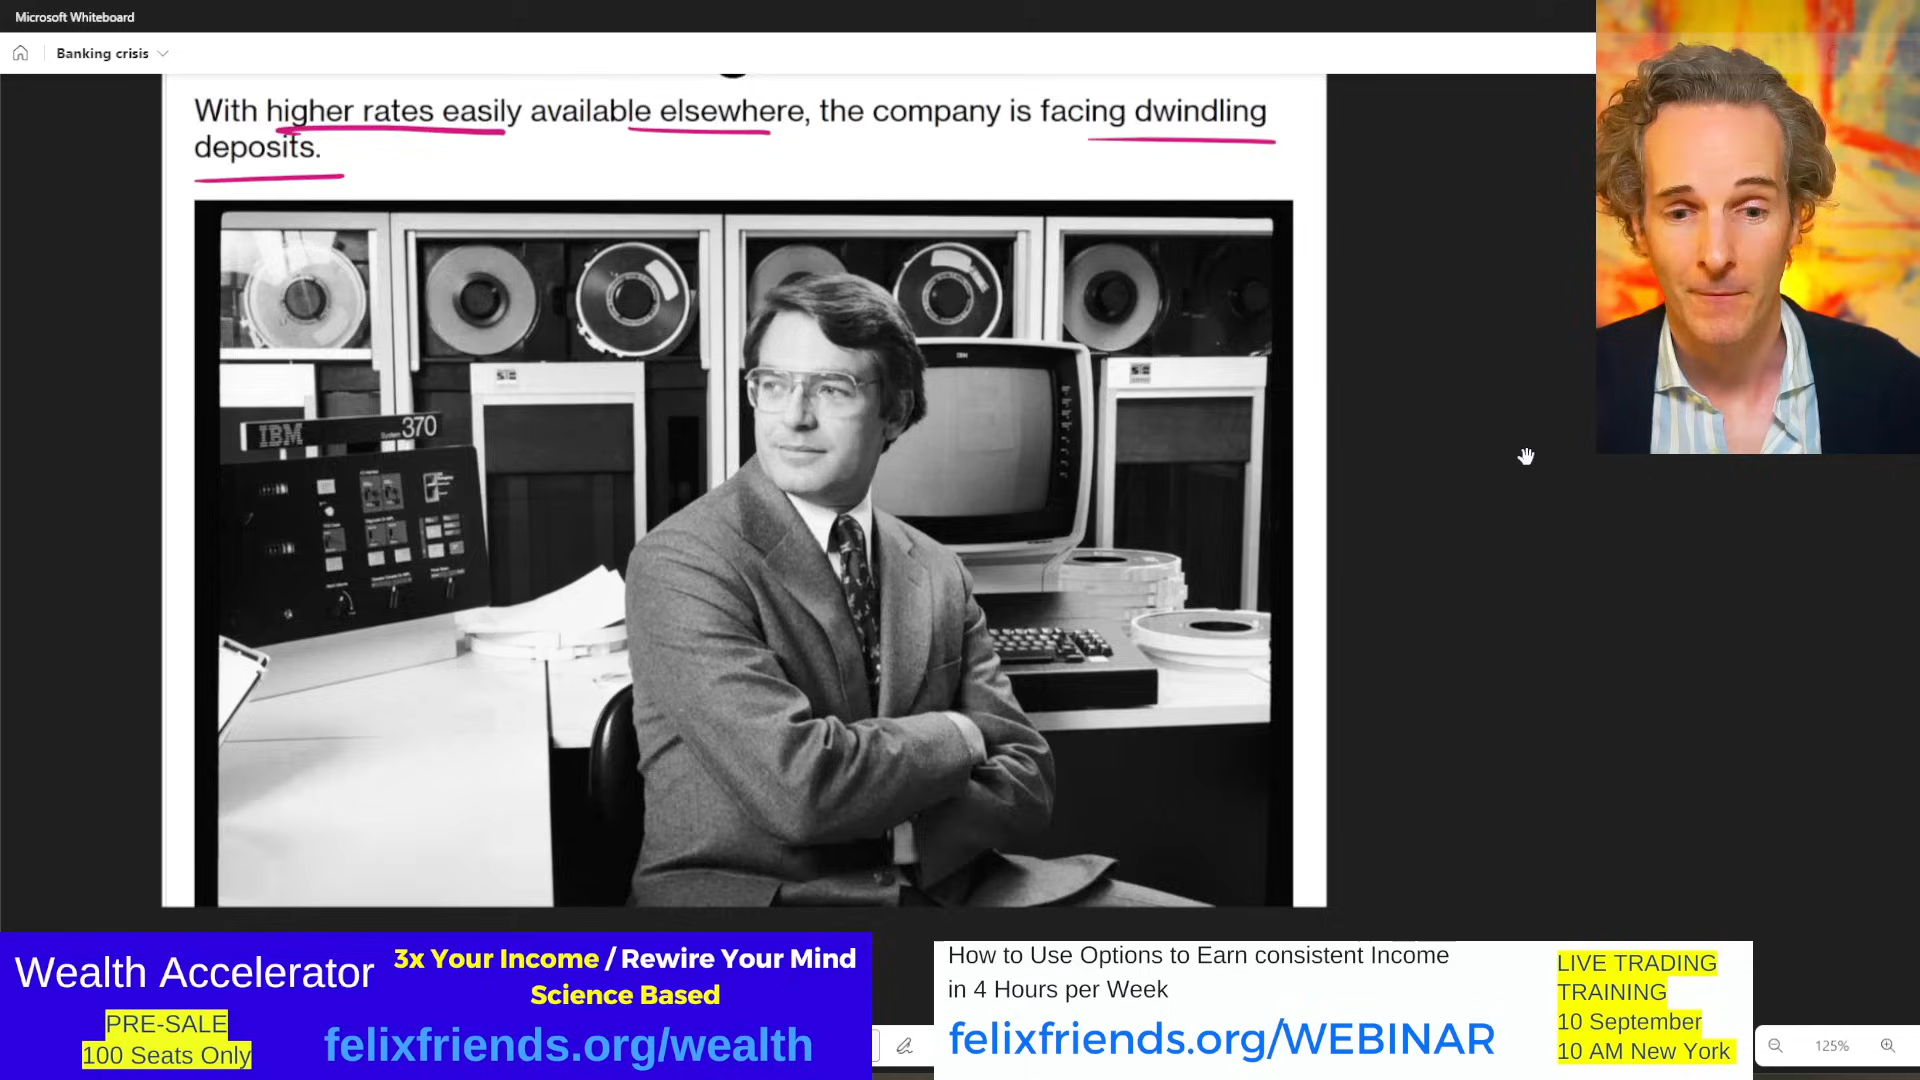 Microsoft Whiteboard
Banking crisis
With higher rates easily available elsewhere, the company is facing dwindling
deposits.
IBM
System 370
IBM
Wealth Accelerator
PRE-SALE
100 Seats Only
3x Your Income / Rewire Your Mind
Science Based
felixfriends.org/wealth
How to Use Options to Earn consistent Income
in 4 Hours per Week
felixfriends.org/WEBINAR
LIVE TRADING
TRAINING
10 September
10 AM New York
125%